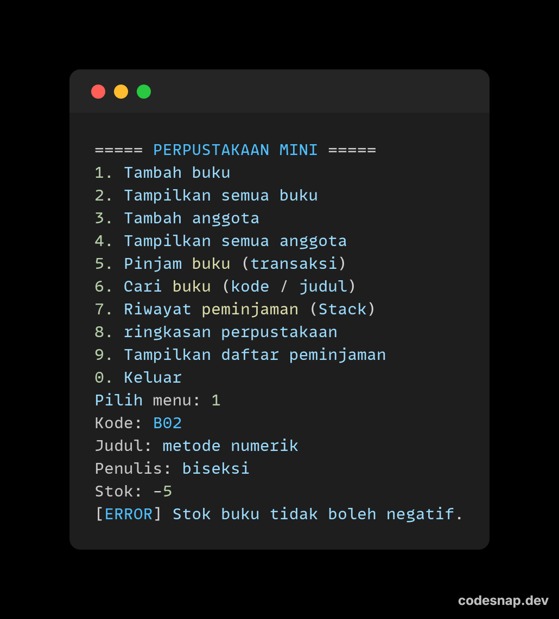 ===== PERPUSTAKAAN MINI =====
1. Tambah buku
2. Tampilkan semua buku
3. Tambah anggota
4. Tampilkan semua anggota
5. Pinjam buku (transaksi)
6. Cari buku (kode / judul)
7. Riwayat peminjaman (Stack)
8. ringkasan perpustakaan
9. Tampilkan daftar peminjaman
0. Keluar
Pilih menu: 1
Kode: B02
Judul: metode numerik
Penulis: biseksi
Stok: -5
[ERROR] Stok buku tidak boleh negatif.
codesnap.dev